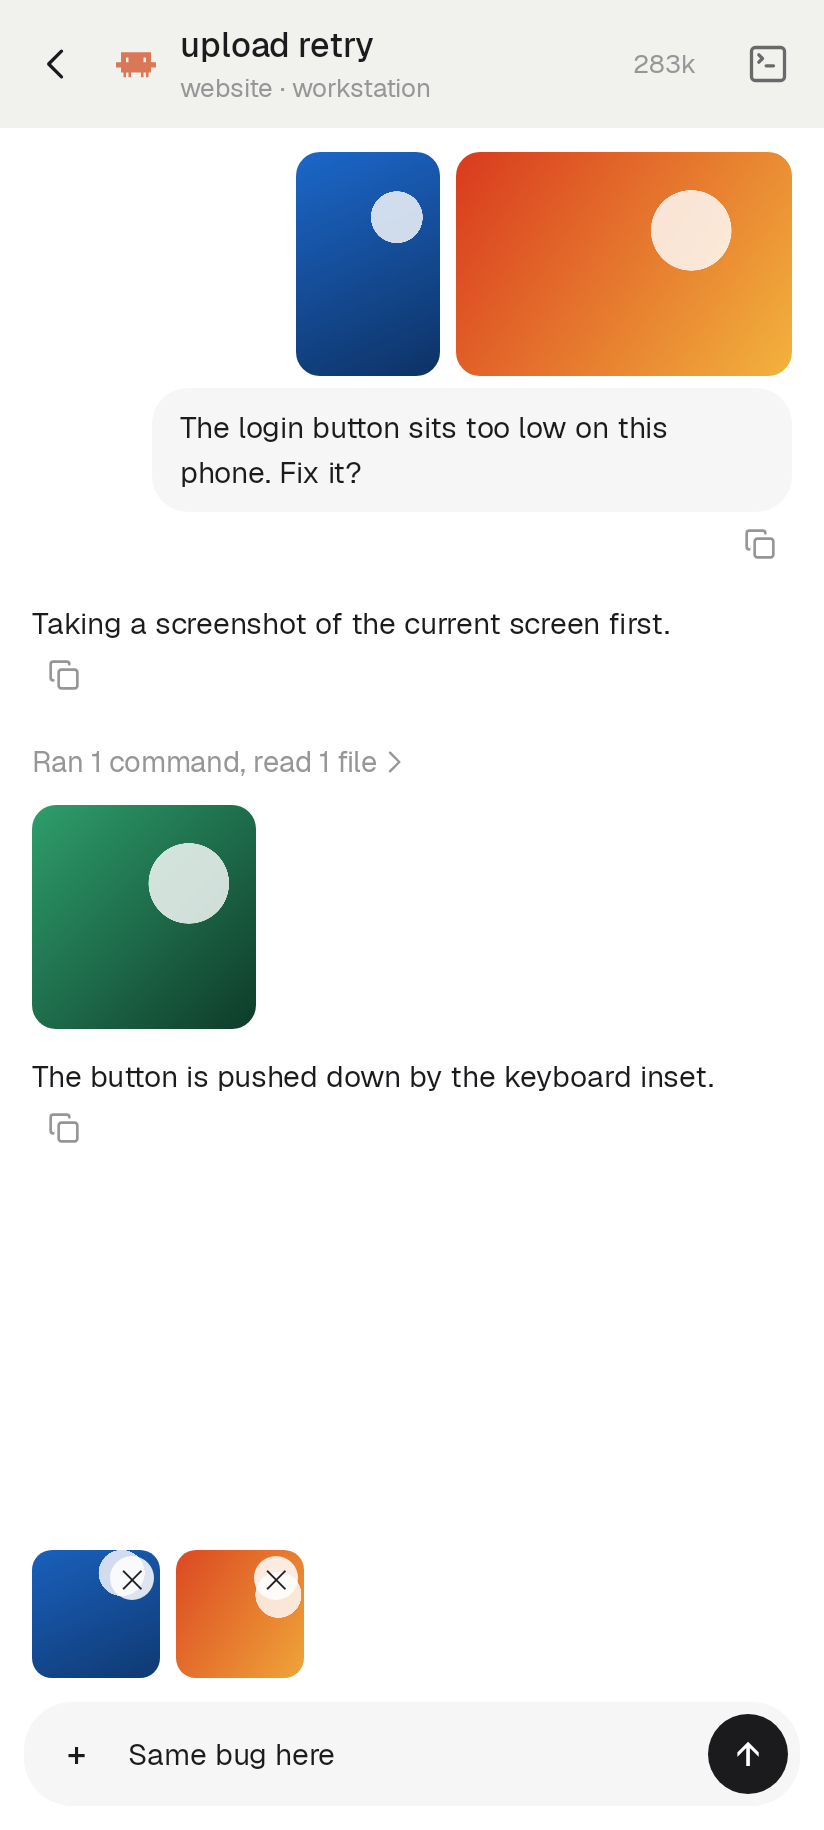 upload retry
website · workstation
283k
The login button sits too low on this
phone. Fix it?
Taking a screenshot of the current screen first.
Ran 1 command, read 1 file
The button is pushed down by the keyboard inset.
+ Same bug here